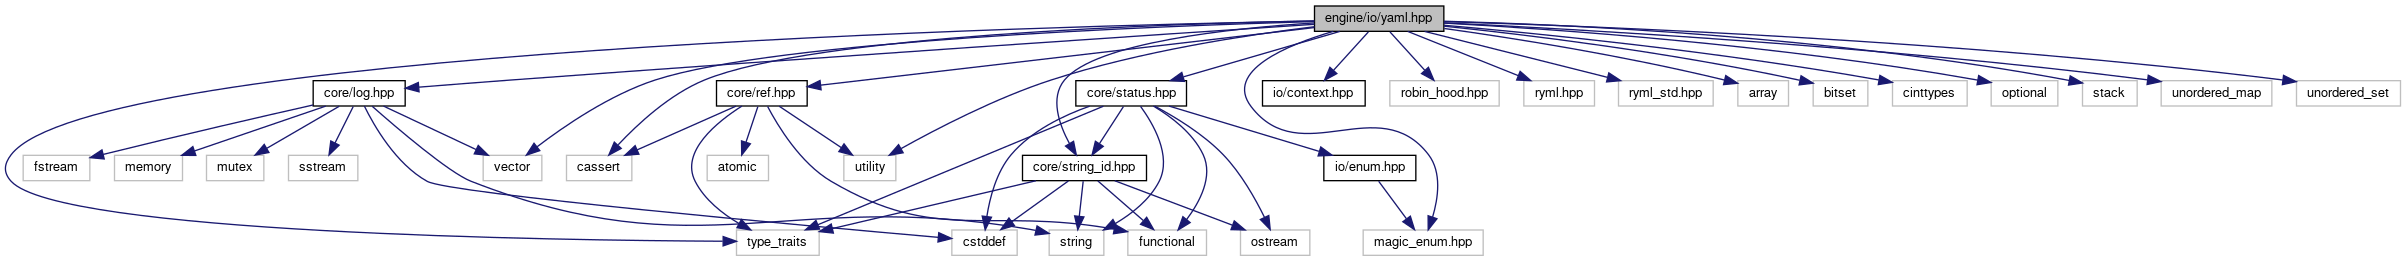 engine/io/yaml.hpp
core/log.hpp
core/ref.hpp
core/status.hpp
io/context.hpp
robin_hood.hpp
ryml.hpp
ryml_std.hpp
array
bitset
cinttypes
optional
stack
unordered_map
unordered_set
fstream
memory
mutex
sstream
vector
cassert
atomic
utility
core/string_id.hpp
io/enum.hpp
type_traits
cstddef
string
functional
ostream
magic_enum.hpp